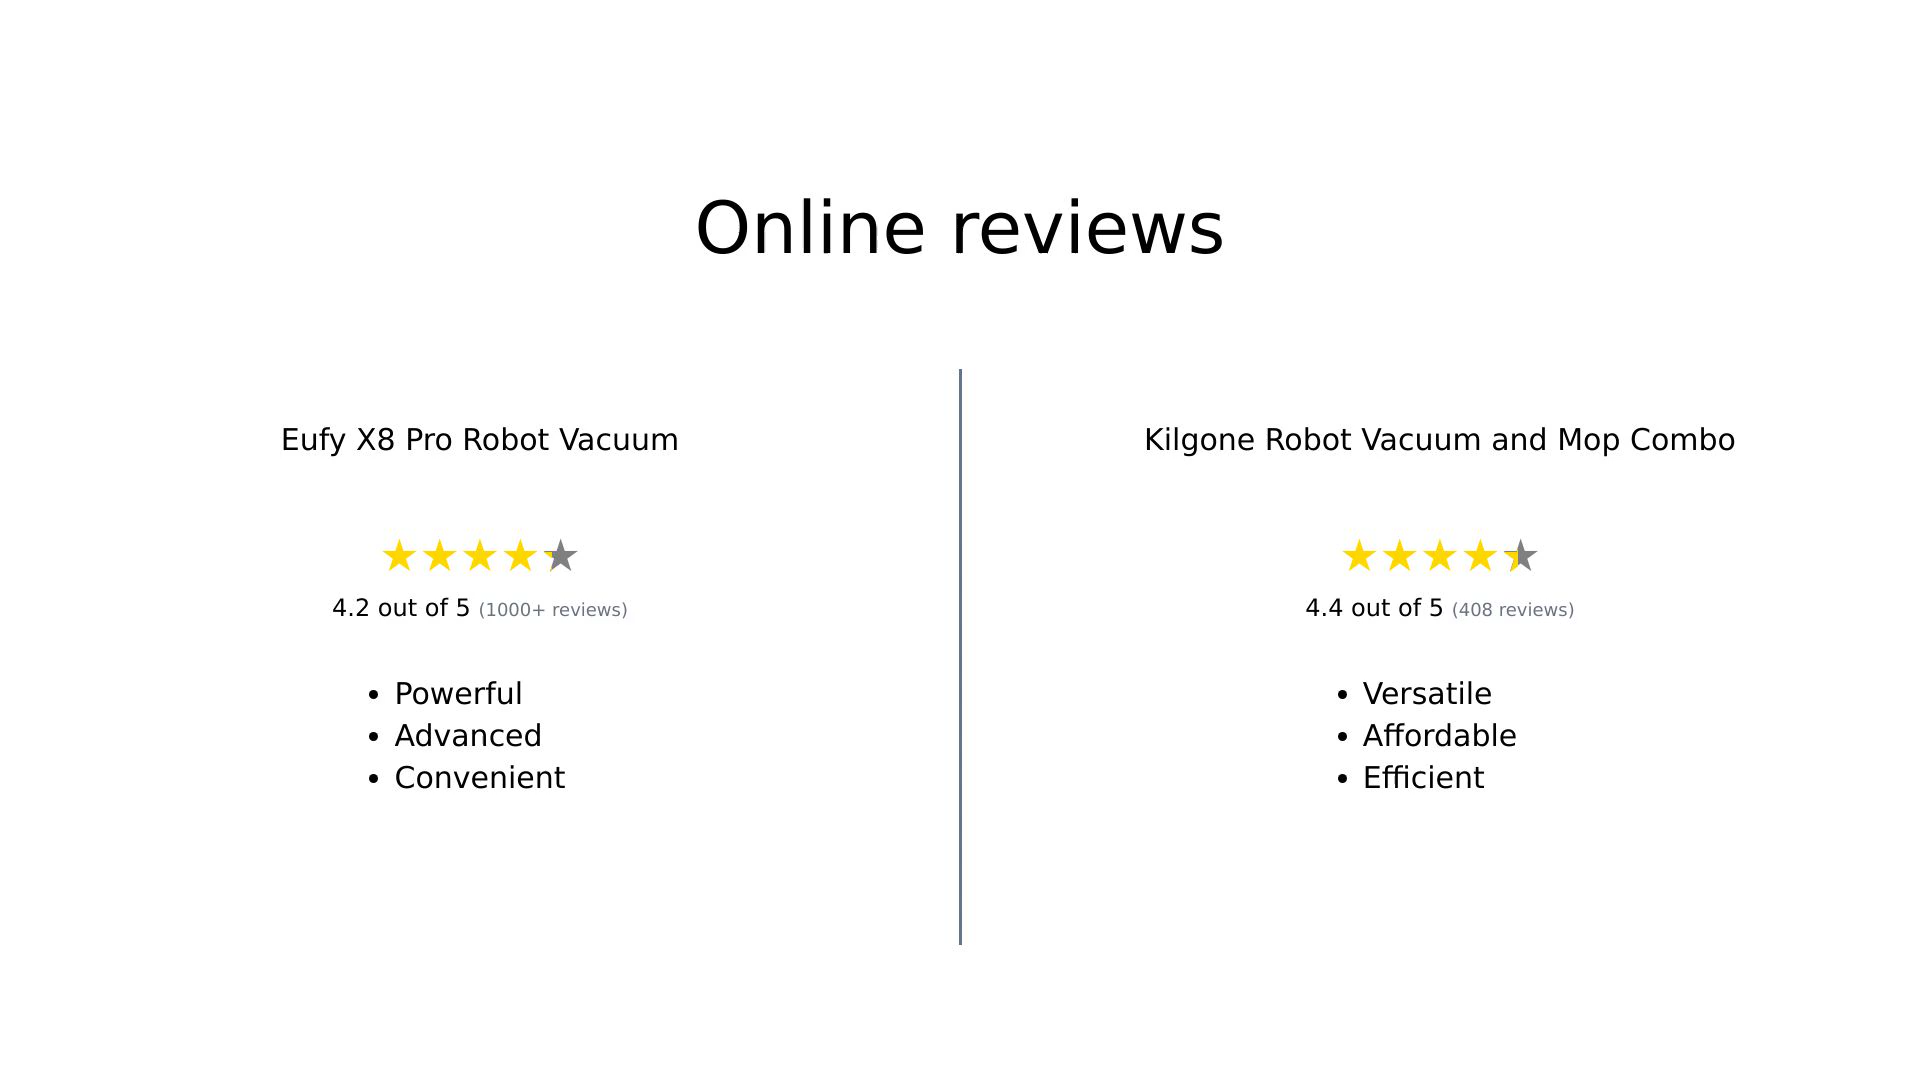 Online reviews
Eufy X8 Pro Robot Vacuum
4.2 out of 5 (1000+ reviews)
• Powerful
• Advanced
• Convenient
Kilgone Robot Vacuum and Mop Combo
4.4 out of 5 (408 reviews)
• Versatile
• Affordable
• Efficient